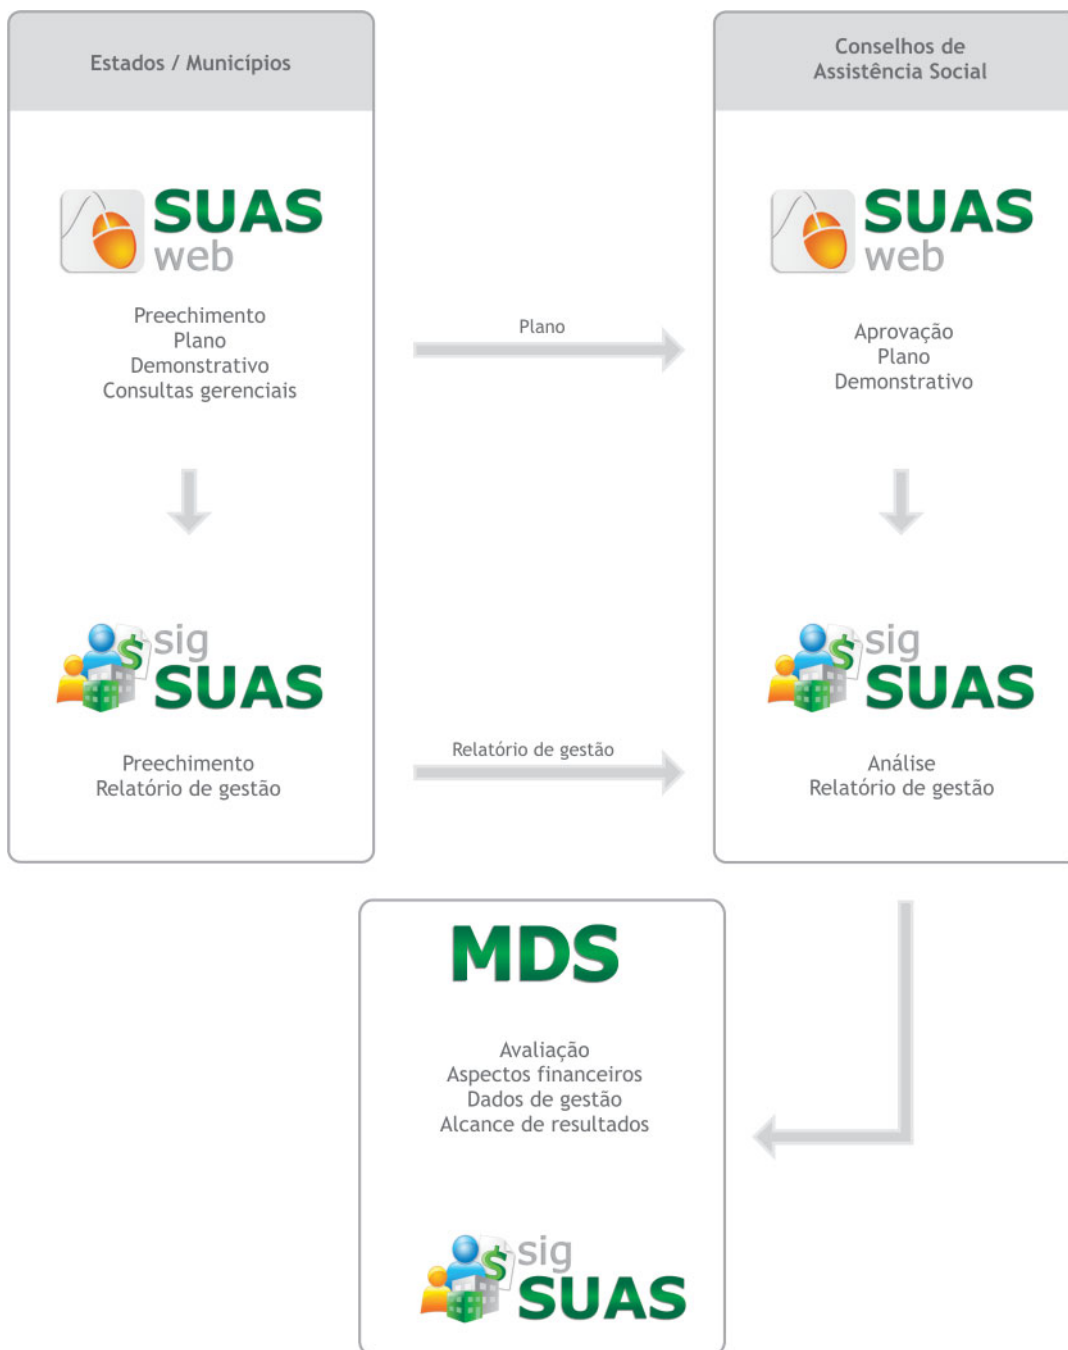 Estados / Municípios
SUAS
web
Preechimento
Plano
Demonstrativo
Consultas gerenciais
sig
SUAS
Preechimento
Relatório de gestão
Plano
Relatório de gestão
Conselhos de
Assistência Social
SUAS
web
Aprovação
Plano
Demonstrativo
sig
SUAS
Análise
Relatório de gestão
MDS
Avaliação
Aspectos financeiros
Dados de gestão
Alcance de resultados
$ sig
SUAS